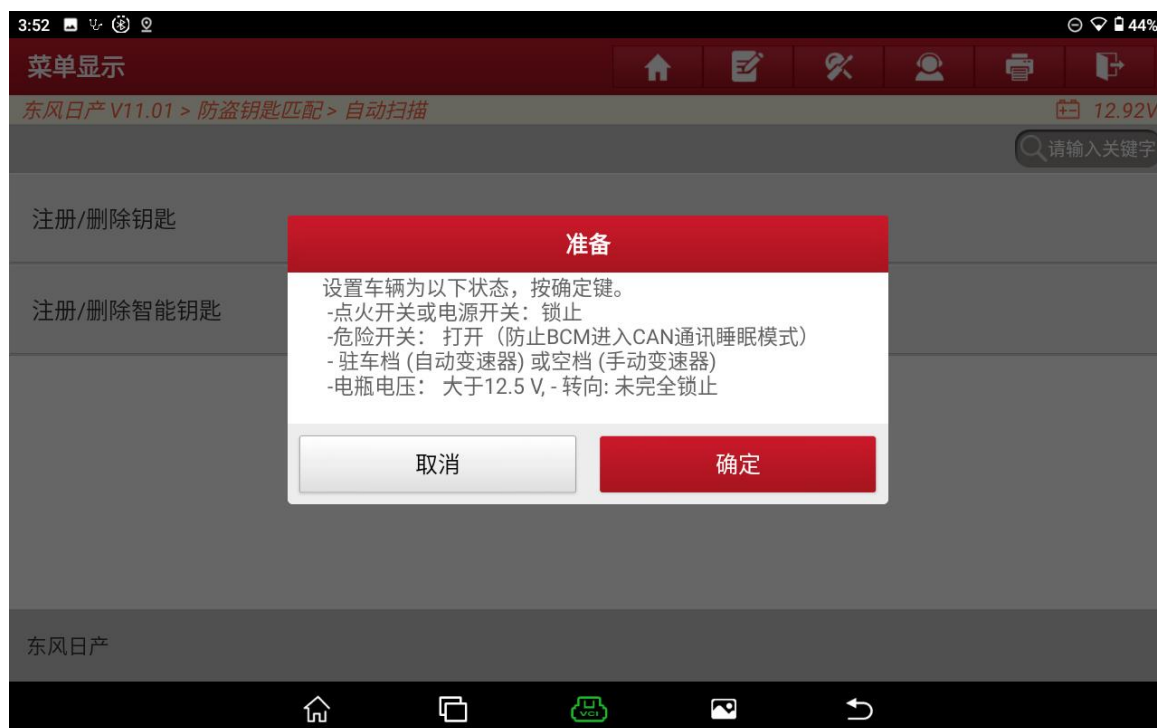 3:52
44%
菜单显示
东风日产 V11.01 > 防盗钥匙匹配 > 自动扫描
12.92V
请输入关键字
注册/删除钥匙
准备
设置车辆为以下状态，按确定键。
-点火开关或电源开关：锁止
注册/删除智能钥匙
-危险开关： 打开（防止BCM进入CAN通讯睡眠模式）
- 驻车档 (自动变速器) 或空档 (手动变速器)
-电瓶电压： 大于12.5 V, - 转向: 未完全锁止
取消
确定
东风日产
VCI